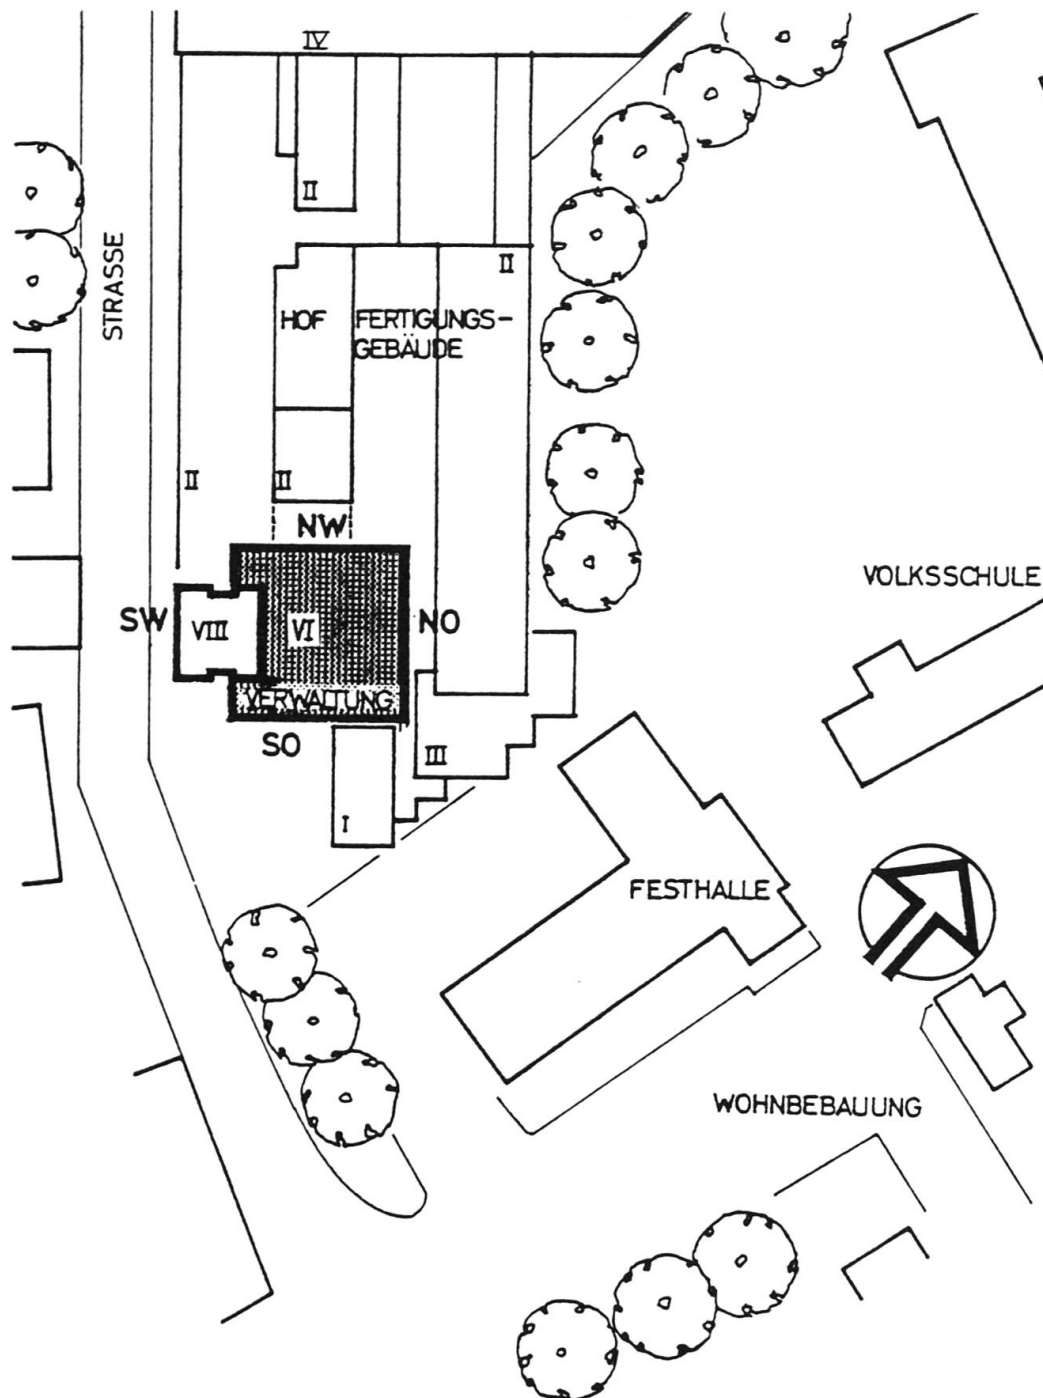 IV
II
STRASSE
II
HOF
FERTIGUNGS-
GEBÄUDE
II
II
NW
VOLKSSCHULE
SW
VIII
VI
NO
VERWALTUNG
SO
III
I
FESTHALLE
WOHNBEBAUUNG